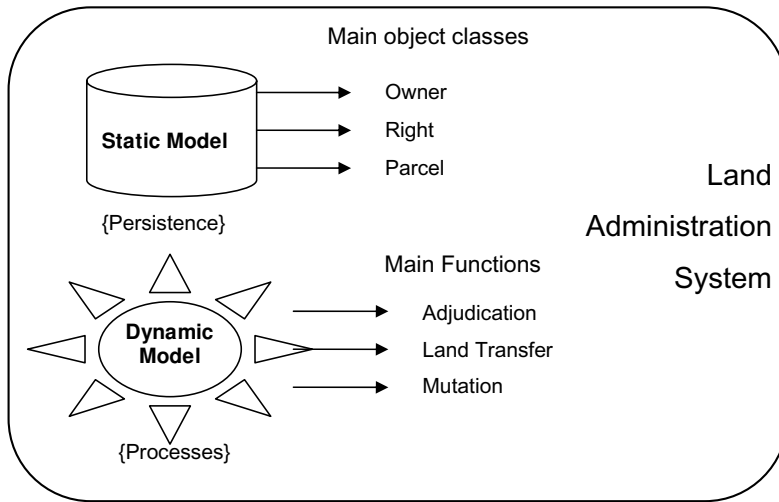 Main object classes
Owner
Static Model
Right
Parcel
{Persistence}
Land
Administration
System
Main Functions
Adjudication
Dynamic
Model
Land Transfer
Mutation
{Processes}